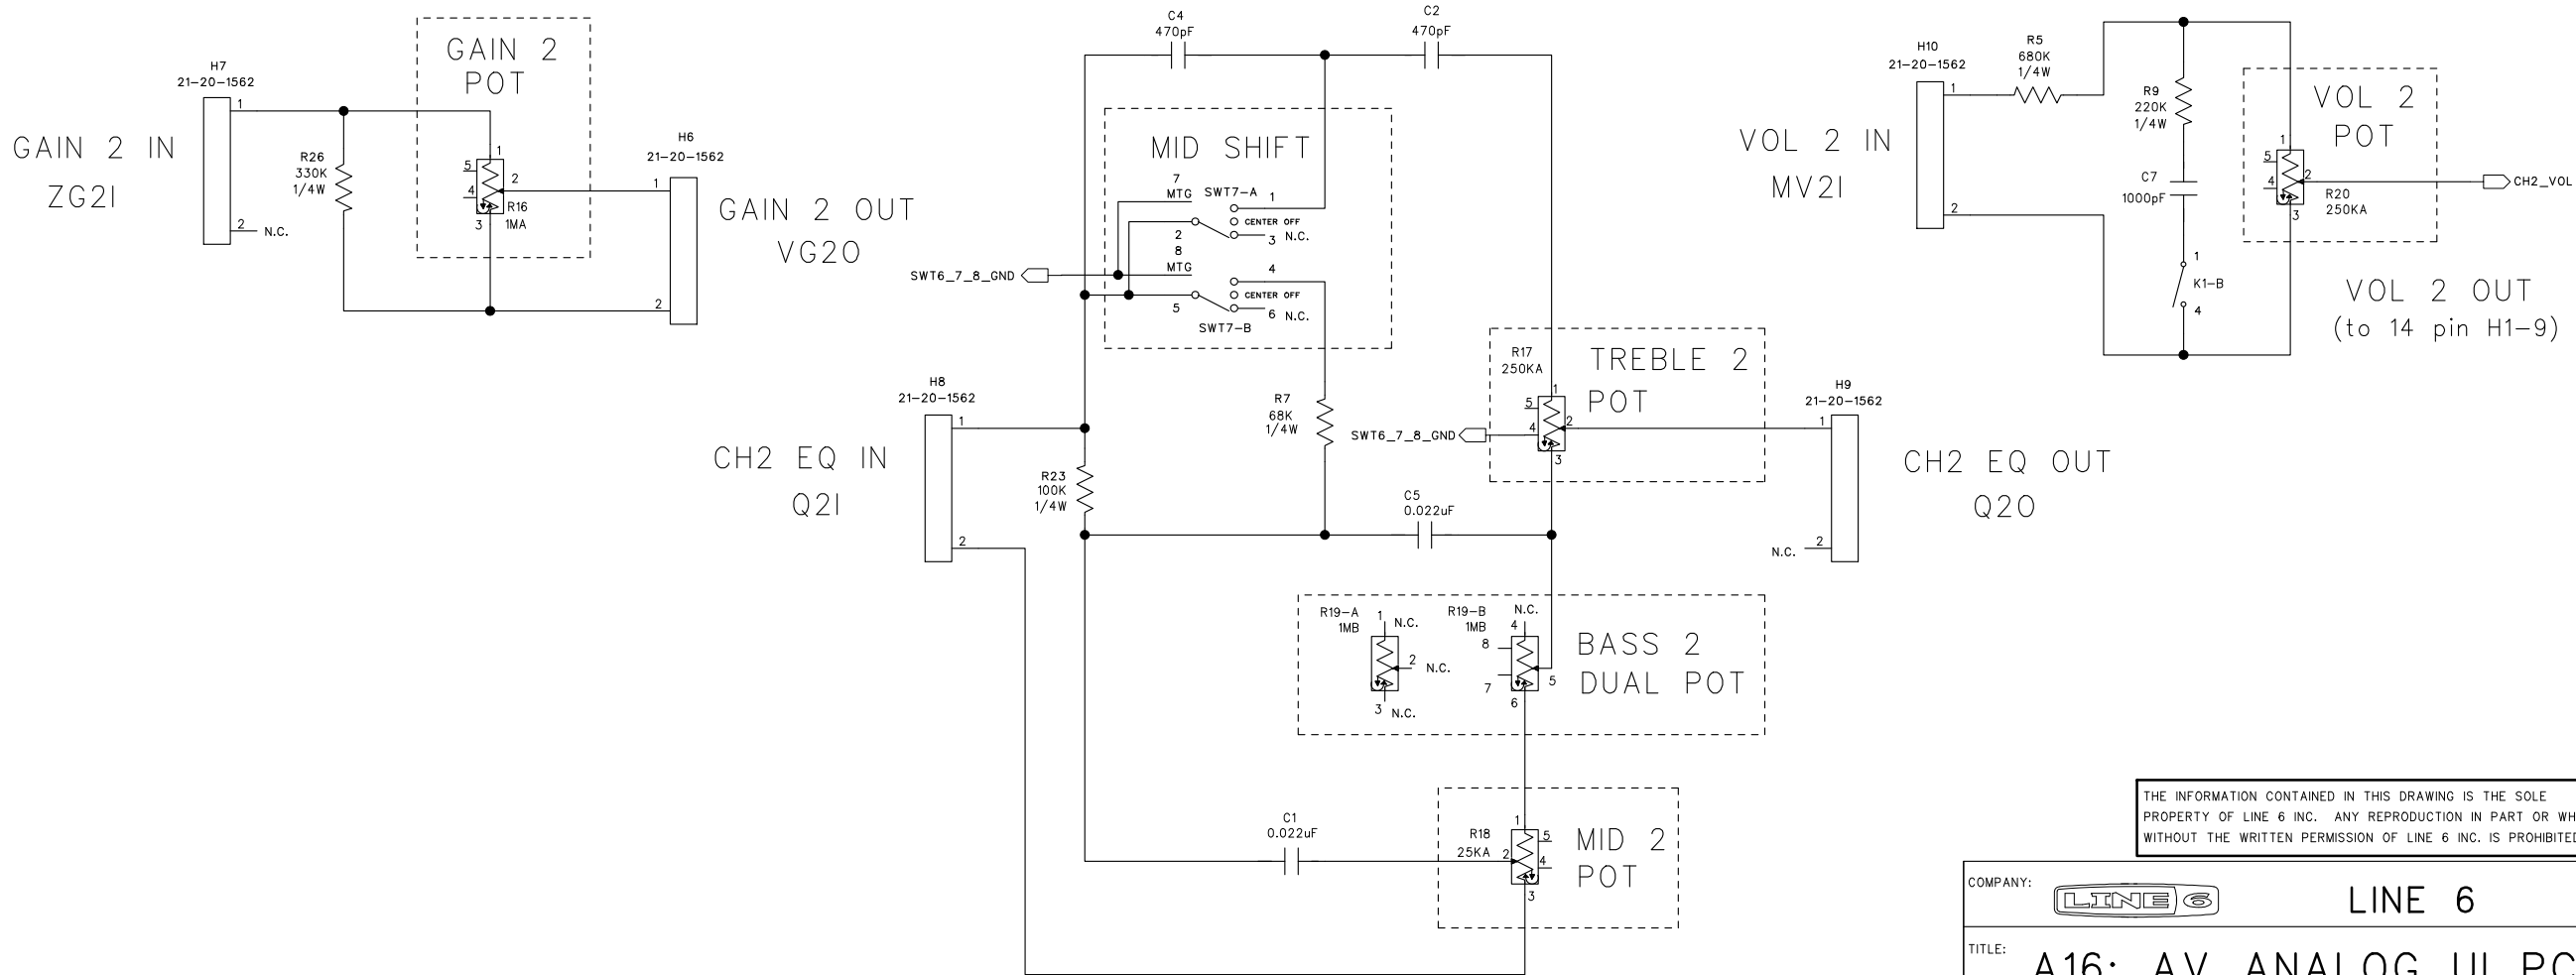 H7
21-20-1562
1
2
N.C.
GAIN 2 IN
ZG2I
R26
330K
1/4W
GAIN 2
POT
1
5
4
2
3
R16
1MA
H6
21-20-1562
1
2
GAIN 2 OUT
VG2O
C4
470pF
C2
470pF
MID SHIFT
7
MTG
SWT7-A
1
CENTER OFF
2
3
N.C.
8
MTG
4
CENTER OFF
5
6
N.C.
SWT7-B
SWT6_7_8_GND
R7
68K
1/4W
H8
21-20-1562
1
2
CH2 EQ IN
Q2I
R23
100K
1/4W
C5
0.022uF
R17
250KA
TREBLE 2
POT
1
5
4
2
3
SWT6_7_8_GND
H9
21-20-1562
1
2
N.C.
CH2 EQ OUT
Q2O
R19-A
1MB
1
N.C.
2
N.C.
3
N.C.
R19-B
1MB
N.C.
4
8
7
5
6
BASS 2
DUAL POT
C1
0.022uF
R18
25KA
1
5
2
4
3
MID 2
POT
H10
21-20-1562
1
2
VOL 2 IN
MV2I
R5
680K
1/4W
R9
220K
1/4W
C7
1000pF
1
K1-B
4
VOL 2
POT
1
5
4
2
3
R20
250KA
CH2_VOL
VOL 2 OUT
(to 14 pin H1-9)
THE INFORMATION CONTAINED IN THIS DRAWING IS THE SOLE
PROPERTY OF LINE 6 INC. ANY REPRODUCTION IN PART OR WH
WITHOUT THE WRITTEN PERMISSION OF LINE 6 INC. IS PROHIBITED
COMPANY:
LINE 6
LINE 6
TITLE:
A16: AV ANALOG UI PC